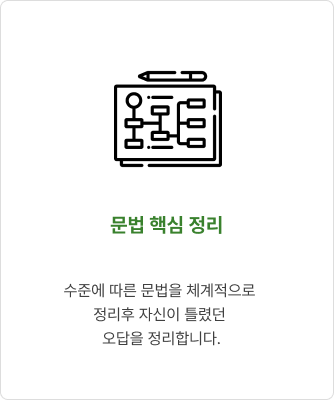 문법 핵심 정리
수준에 따른 문법을 체계적으로
정리후 자신이 틀렸던
오답을 정리합니다.